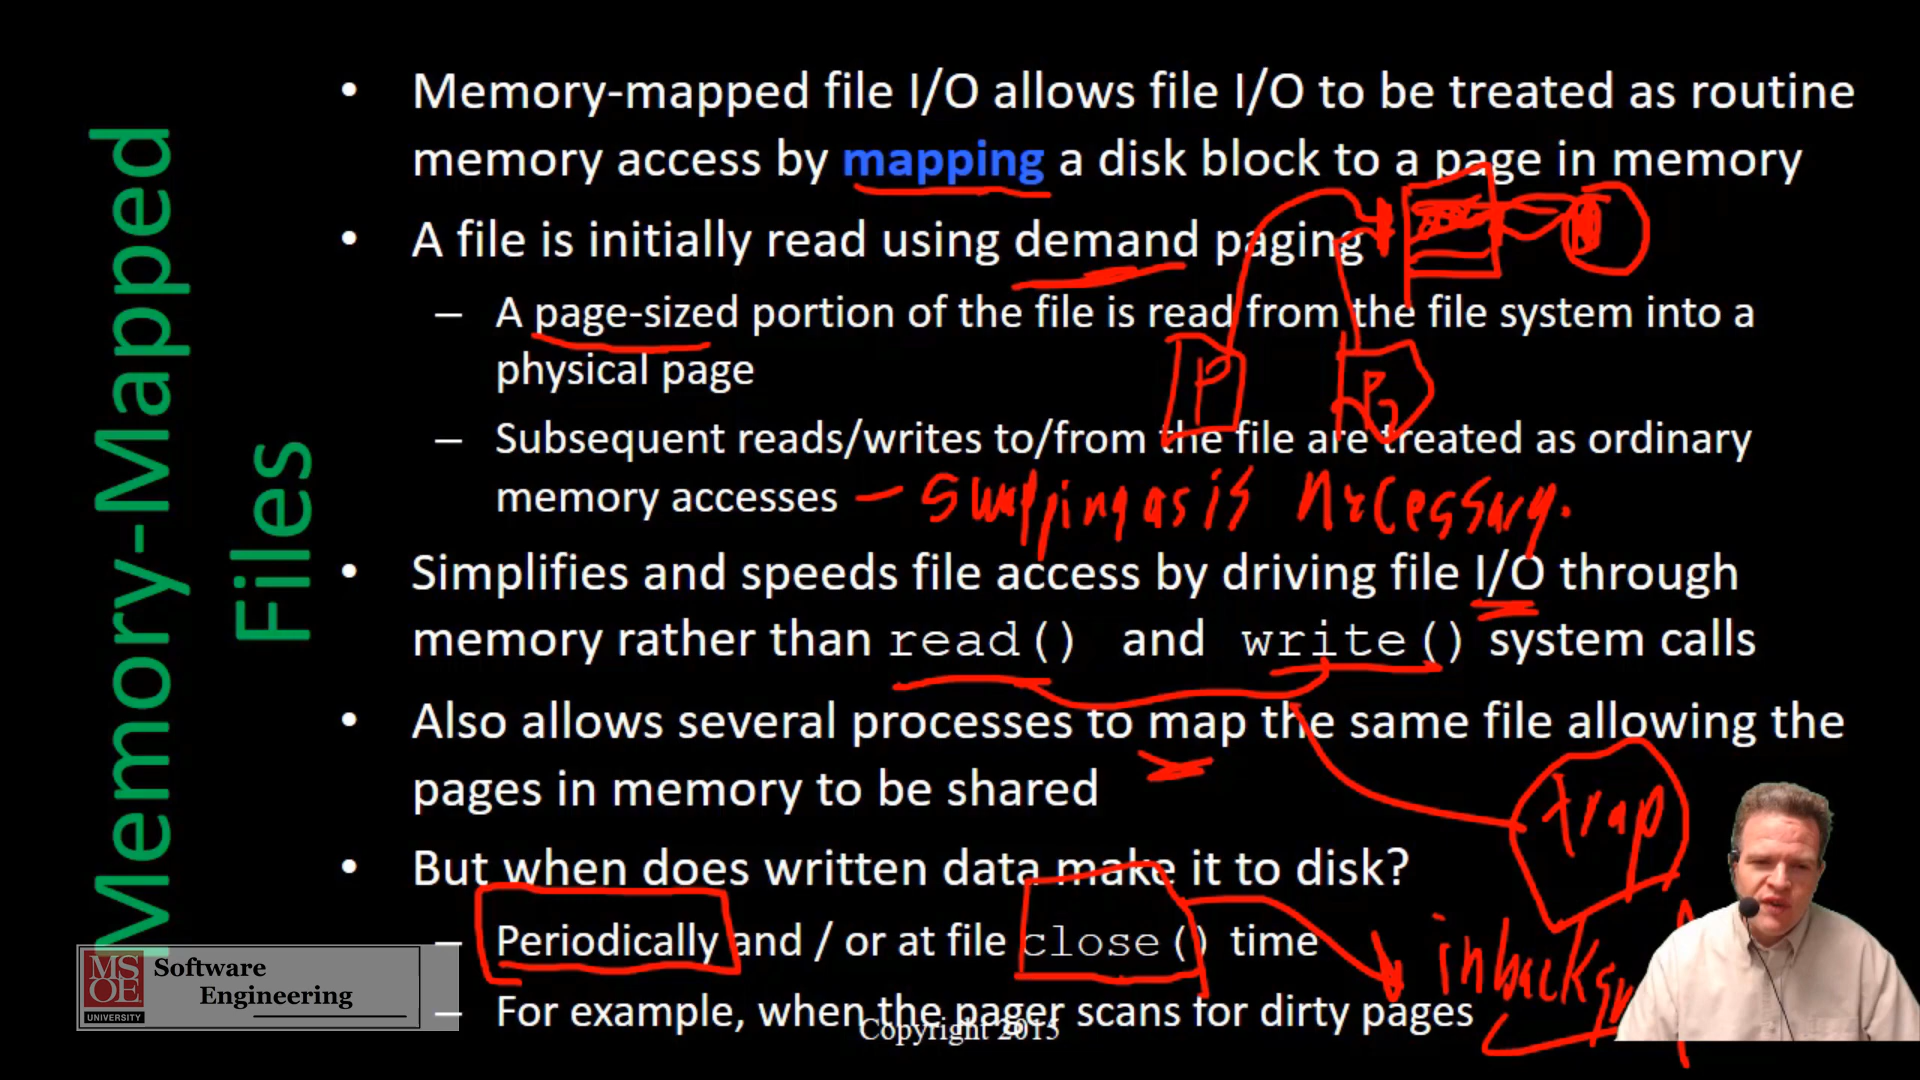 Memory-Mapped
Files
• Memory-mapped file I/O allows file I/O to be treated as routine
memory access by mapping a disk block to a page in memory
• A file is initially read using demand paging
– A page-sized portion of the file is read from the file system into a
physical page
P
P2
– Subsequent reads/writes to/from the file are treated as ordinary
memory accesses – swapping as is necessary.
• Simplifies and speeds file access by driving file I/O through
memory rather than read() and write() system calls
• Also allows several processes to map the same file allowing the
pages in memory to be shared
trap
• But when does written data make it to disk?
– Periodically and / or at file close() time
in
– For example, when the pager scans for dirty pages
MS
OE
UNIVERSITY
Software
Engineering
Copyright 2015